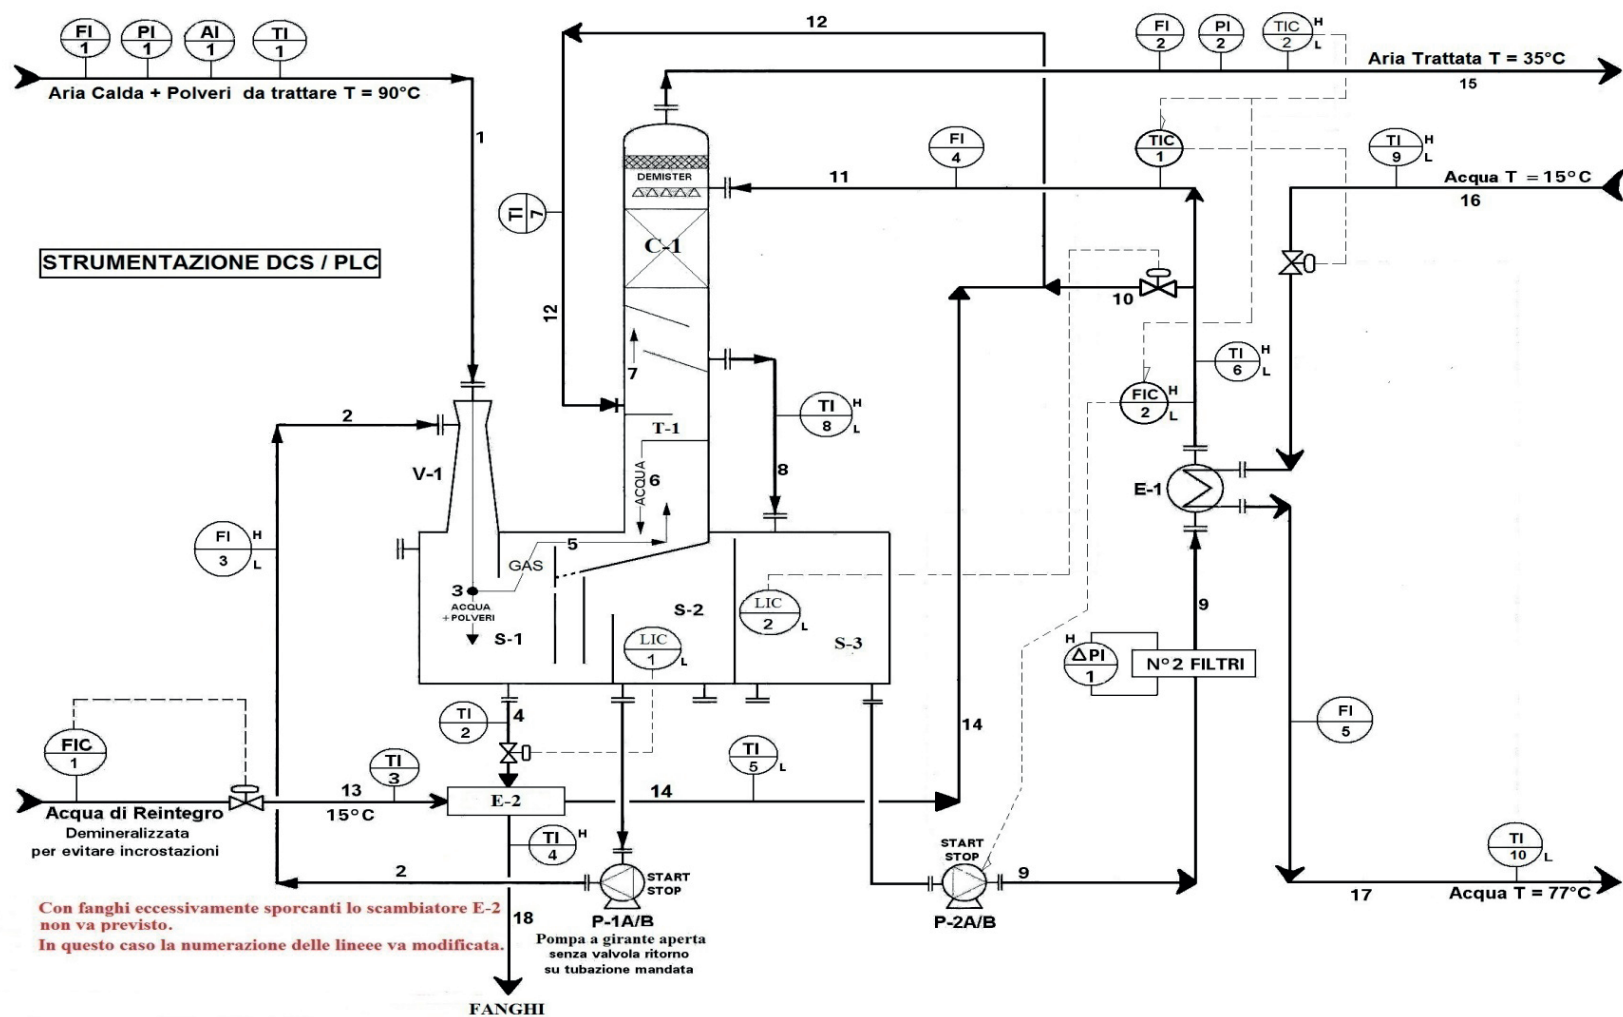 FI 1
PI 1
AI 1
TI 1
12
FI 2
PI 2
TIC 2 H L
Aria Calda + Polveri da trattare T = 90°C
Aria Trattata T = 35°C
15
1
DEMISTER
FI 4
TIC 1
TI 9 H L
11
Acqua T = 15°C
16
TI 7
C-1
STRUMENTAZIONE DCS / PLC
10
12
7
TI 6 H L
FIC 2 H L
2
T-1
TI 8 H L
V-1
ACQUA
6
8
E-1
FI 3 H L
5
GAS
3
ACQUA
+POLVERI
S-1
S-2
LIC 2 L
S-3
9
LIC 1 L
H
ΔPI 1
N°2 FILTRI
TI 2
4
14
FI 5
FIC 1
TI 3
TI 5 L
13
15°C
E-2
14
Acqua di Reintegro
Demineralizzata
per evitare incrostazioni
TI 4 H
START
STOP
TI 10 L
2
START
STOP
9
17
Acqua T = 77°C
Con fanghi eccessivamente sporcanti lo scambiatore E-2
non va previsto.
In questo caso la numerazione delle lineee va modificata.
18
P-1A/B
P-2A/B
Pompa a girante aperta
senza valvola ritorno
su tubazione mandata
FANGHI